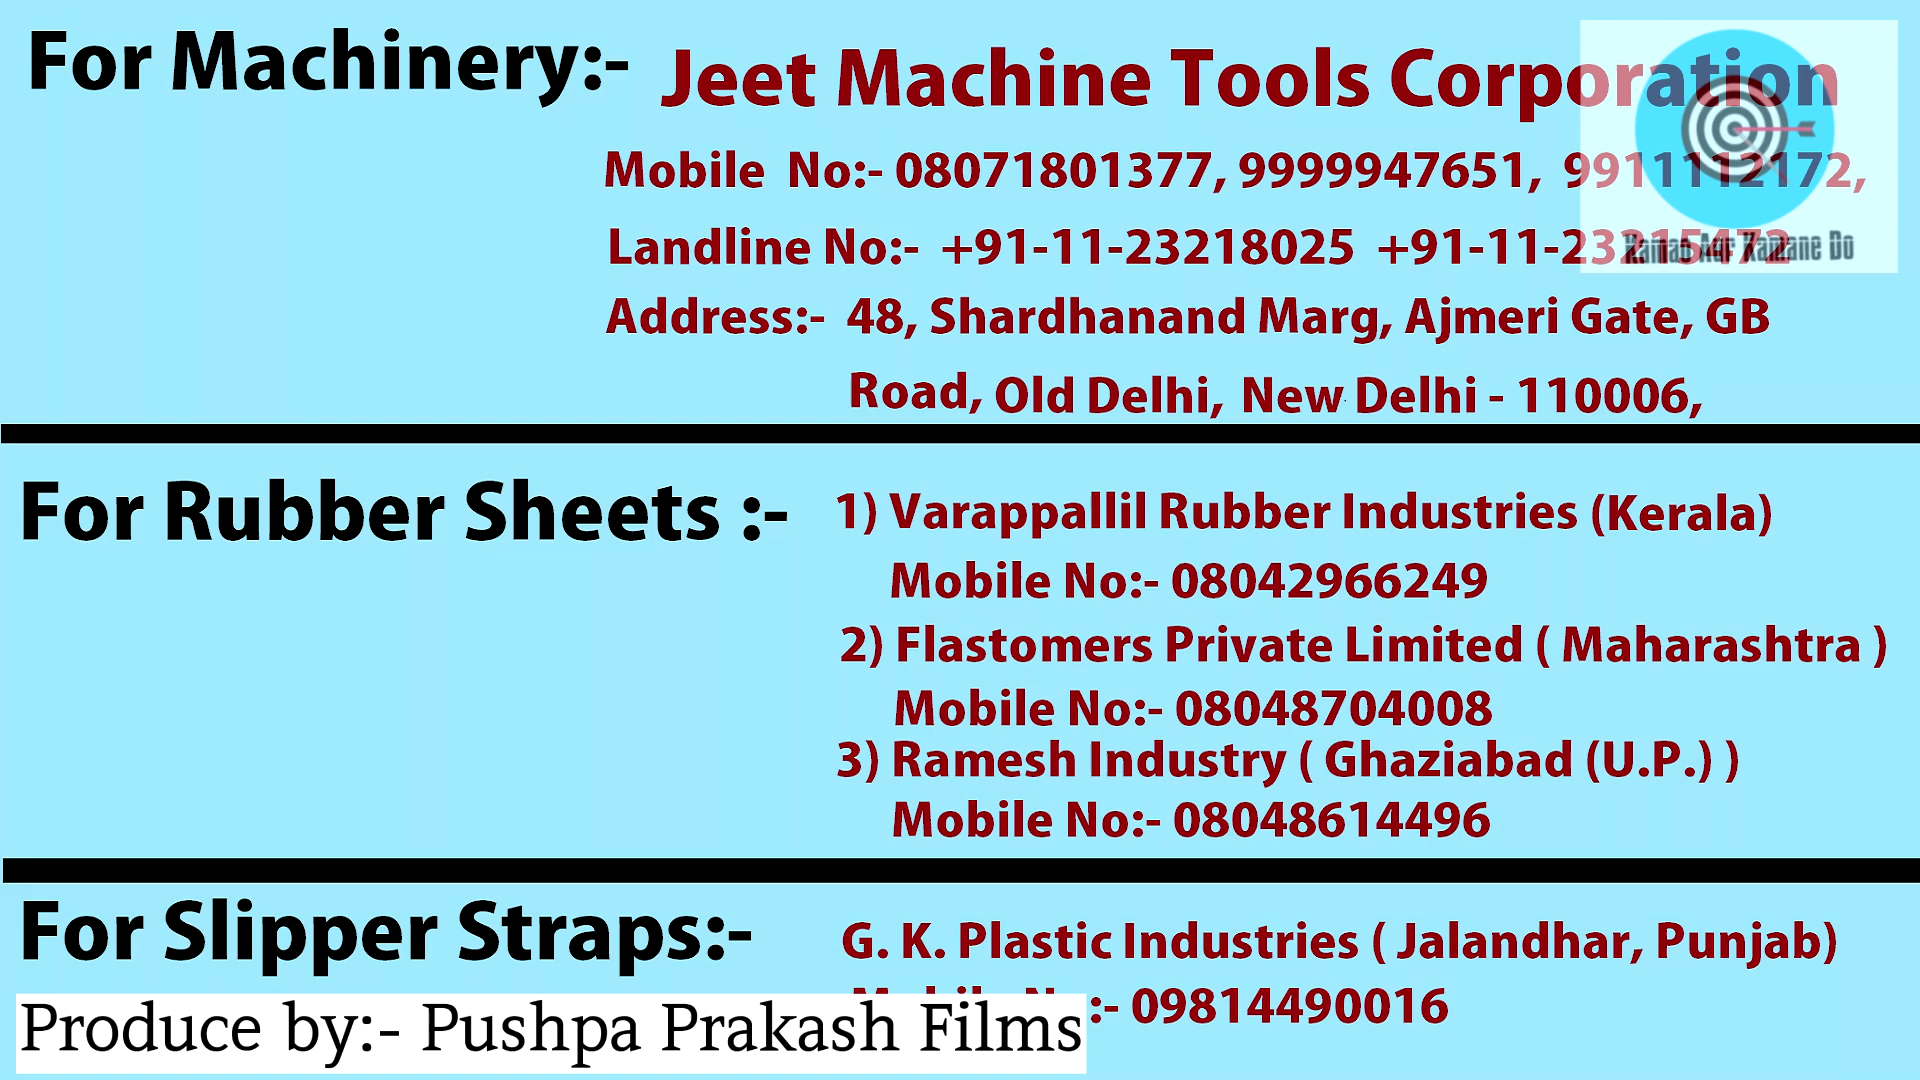 For Machinery:- Jeet Machine Tools Corporation
Mobile No:- 08071801377, 9999947651, 9911112172,
Landline No:- +91-11-23218025 +91-11-23215472
Address:- 48, Shardhanand Marg, Ajmeri Gate, GB
Road, Old Delhi, New Delhi - 110006,
For Rubber Sheets :- 1) Varappallil Rubber Industries (Kerala)
Mobile No:- 08042966249
2) Flastomers Private Limited ( Maharashtra )
Mobile No:- 08048704008
3) Ramesh Industry ( Ghaziabad (U.P.) )
Mobile No:- 08048614496
For Slipper Straps:- G. K. Plastic Industries ( Jalandhar, Punjab)
Mobile No:- 09814490016
Produce by:- Pushpa Prakash Films